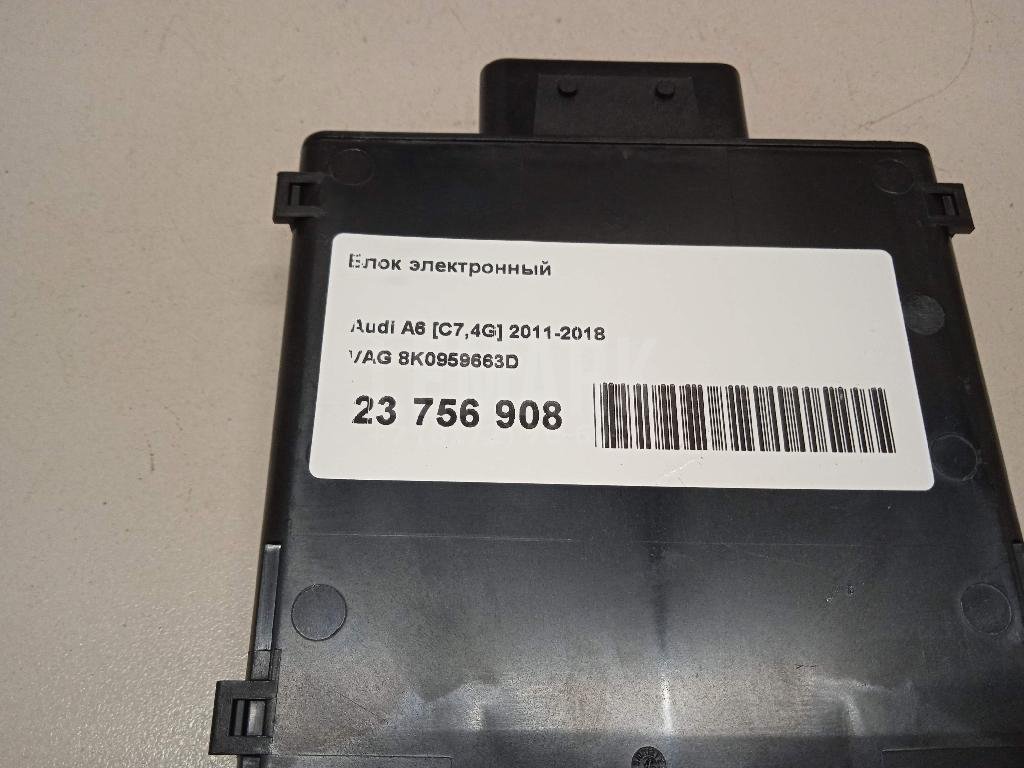 Блок электронный
Audi A6 [C7,4G] 2011-2018
VAG 8K0959663D
23 756 908